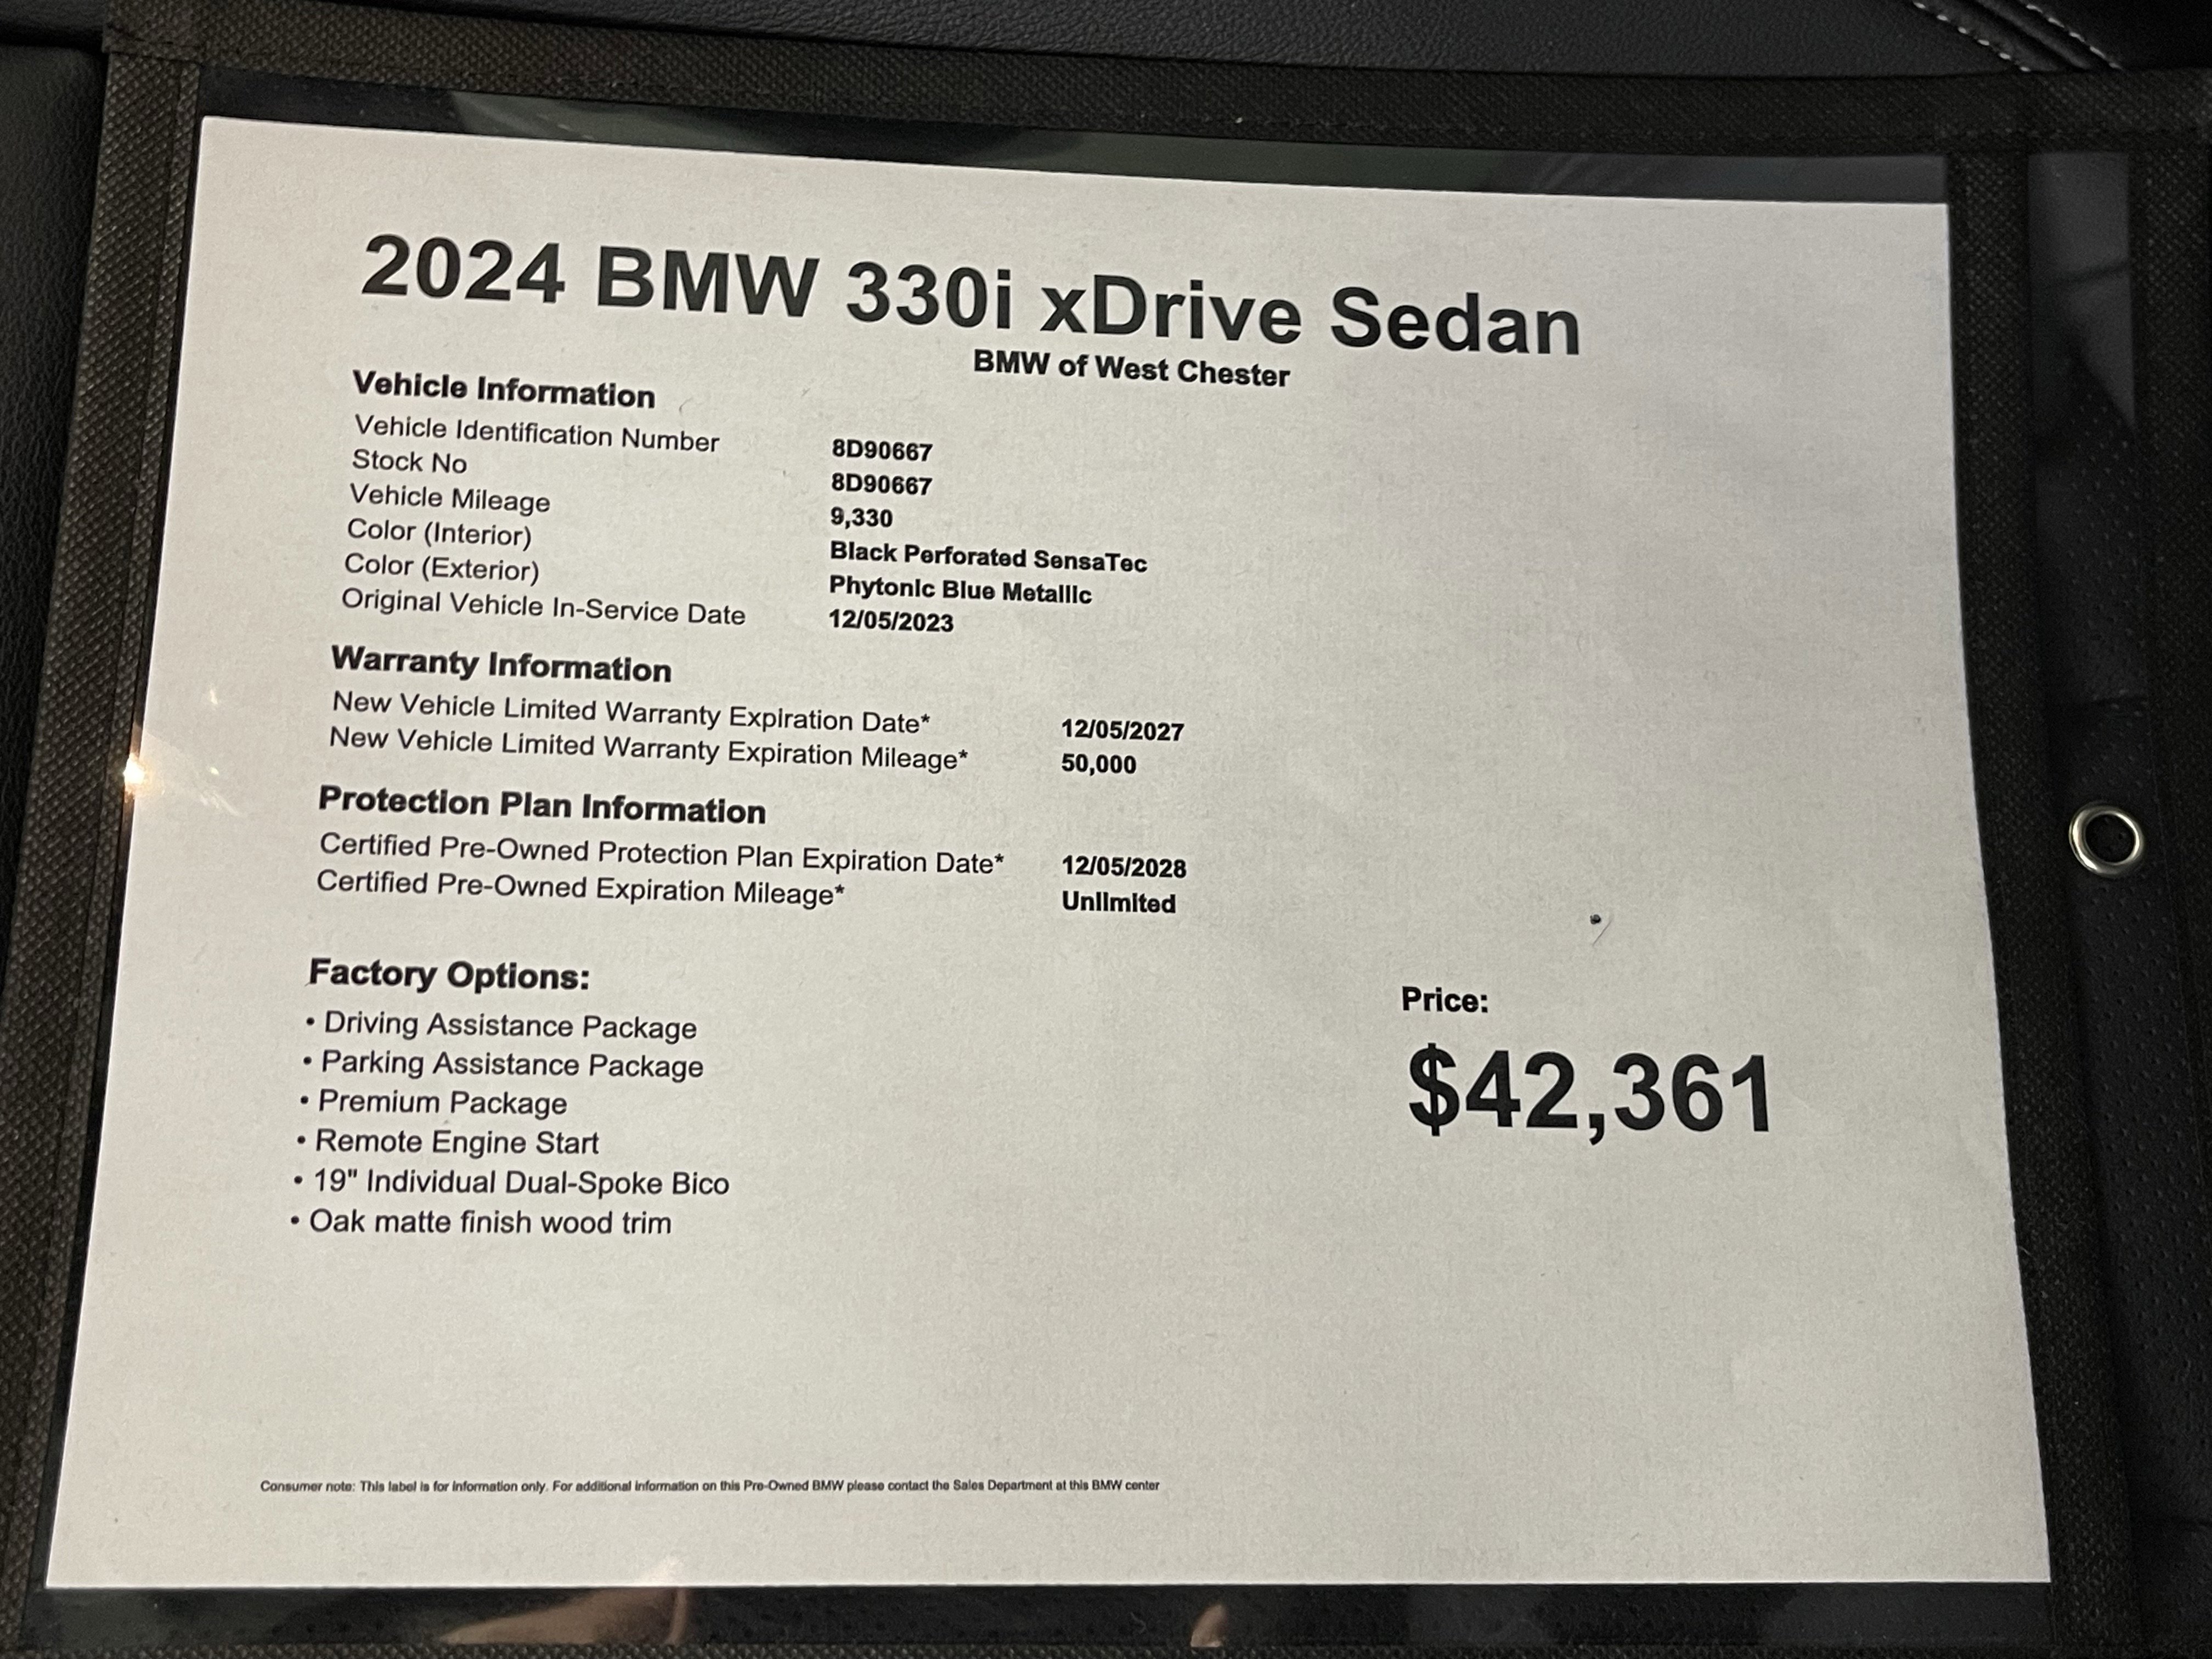 2024 BMW 330i xDrive Sedan
BMW of West Chester
Vehicle Information
Vehicle Identification Number 8D90667
Stock No 8D90667
Vehicle Mileage 9,330
Color (Interior) Black Perforated SensaTec
Color (Exterior) Phytonic Blue Metallic
Original Vehicle In-Service Date 12/05/2023
Warranty Information
New Vehicle Limited Warranty Expiration Date* 12/05/2027
New Vehicle Limited Warranty Expiration Mileage* 50,000
Protection Plan Information
Certified Pre-Owned Protection Plan Expiration Date* 12/05/2028
Certified Pre-Owned Expiration Mileage* Unlimited
Factory Options:
• Driving Assistance Package
• Parking Assistance Package
• Premium Package
• Remote Engine Start
• 19" Individual Dual-Spoke Bico
• Oak matte finish wood trim
Price:
$42,361
Consumer note: This label is for information only. For additional information on this Pre-Owned BMW please contact the Sales Department at this BMW center